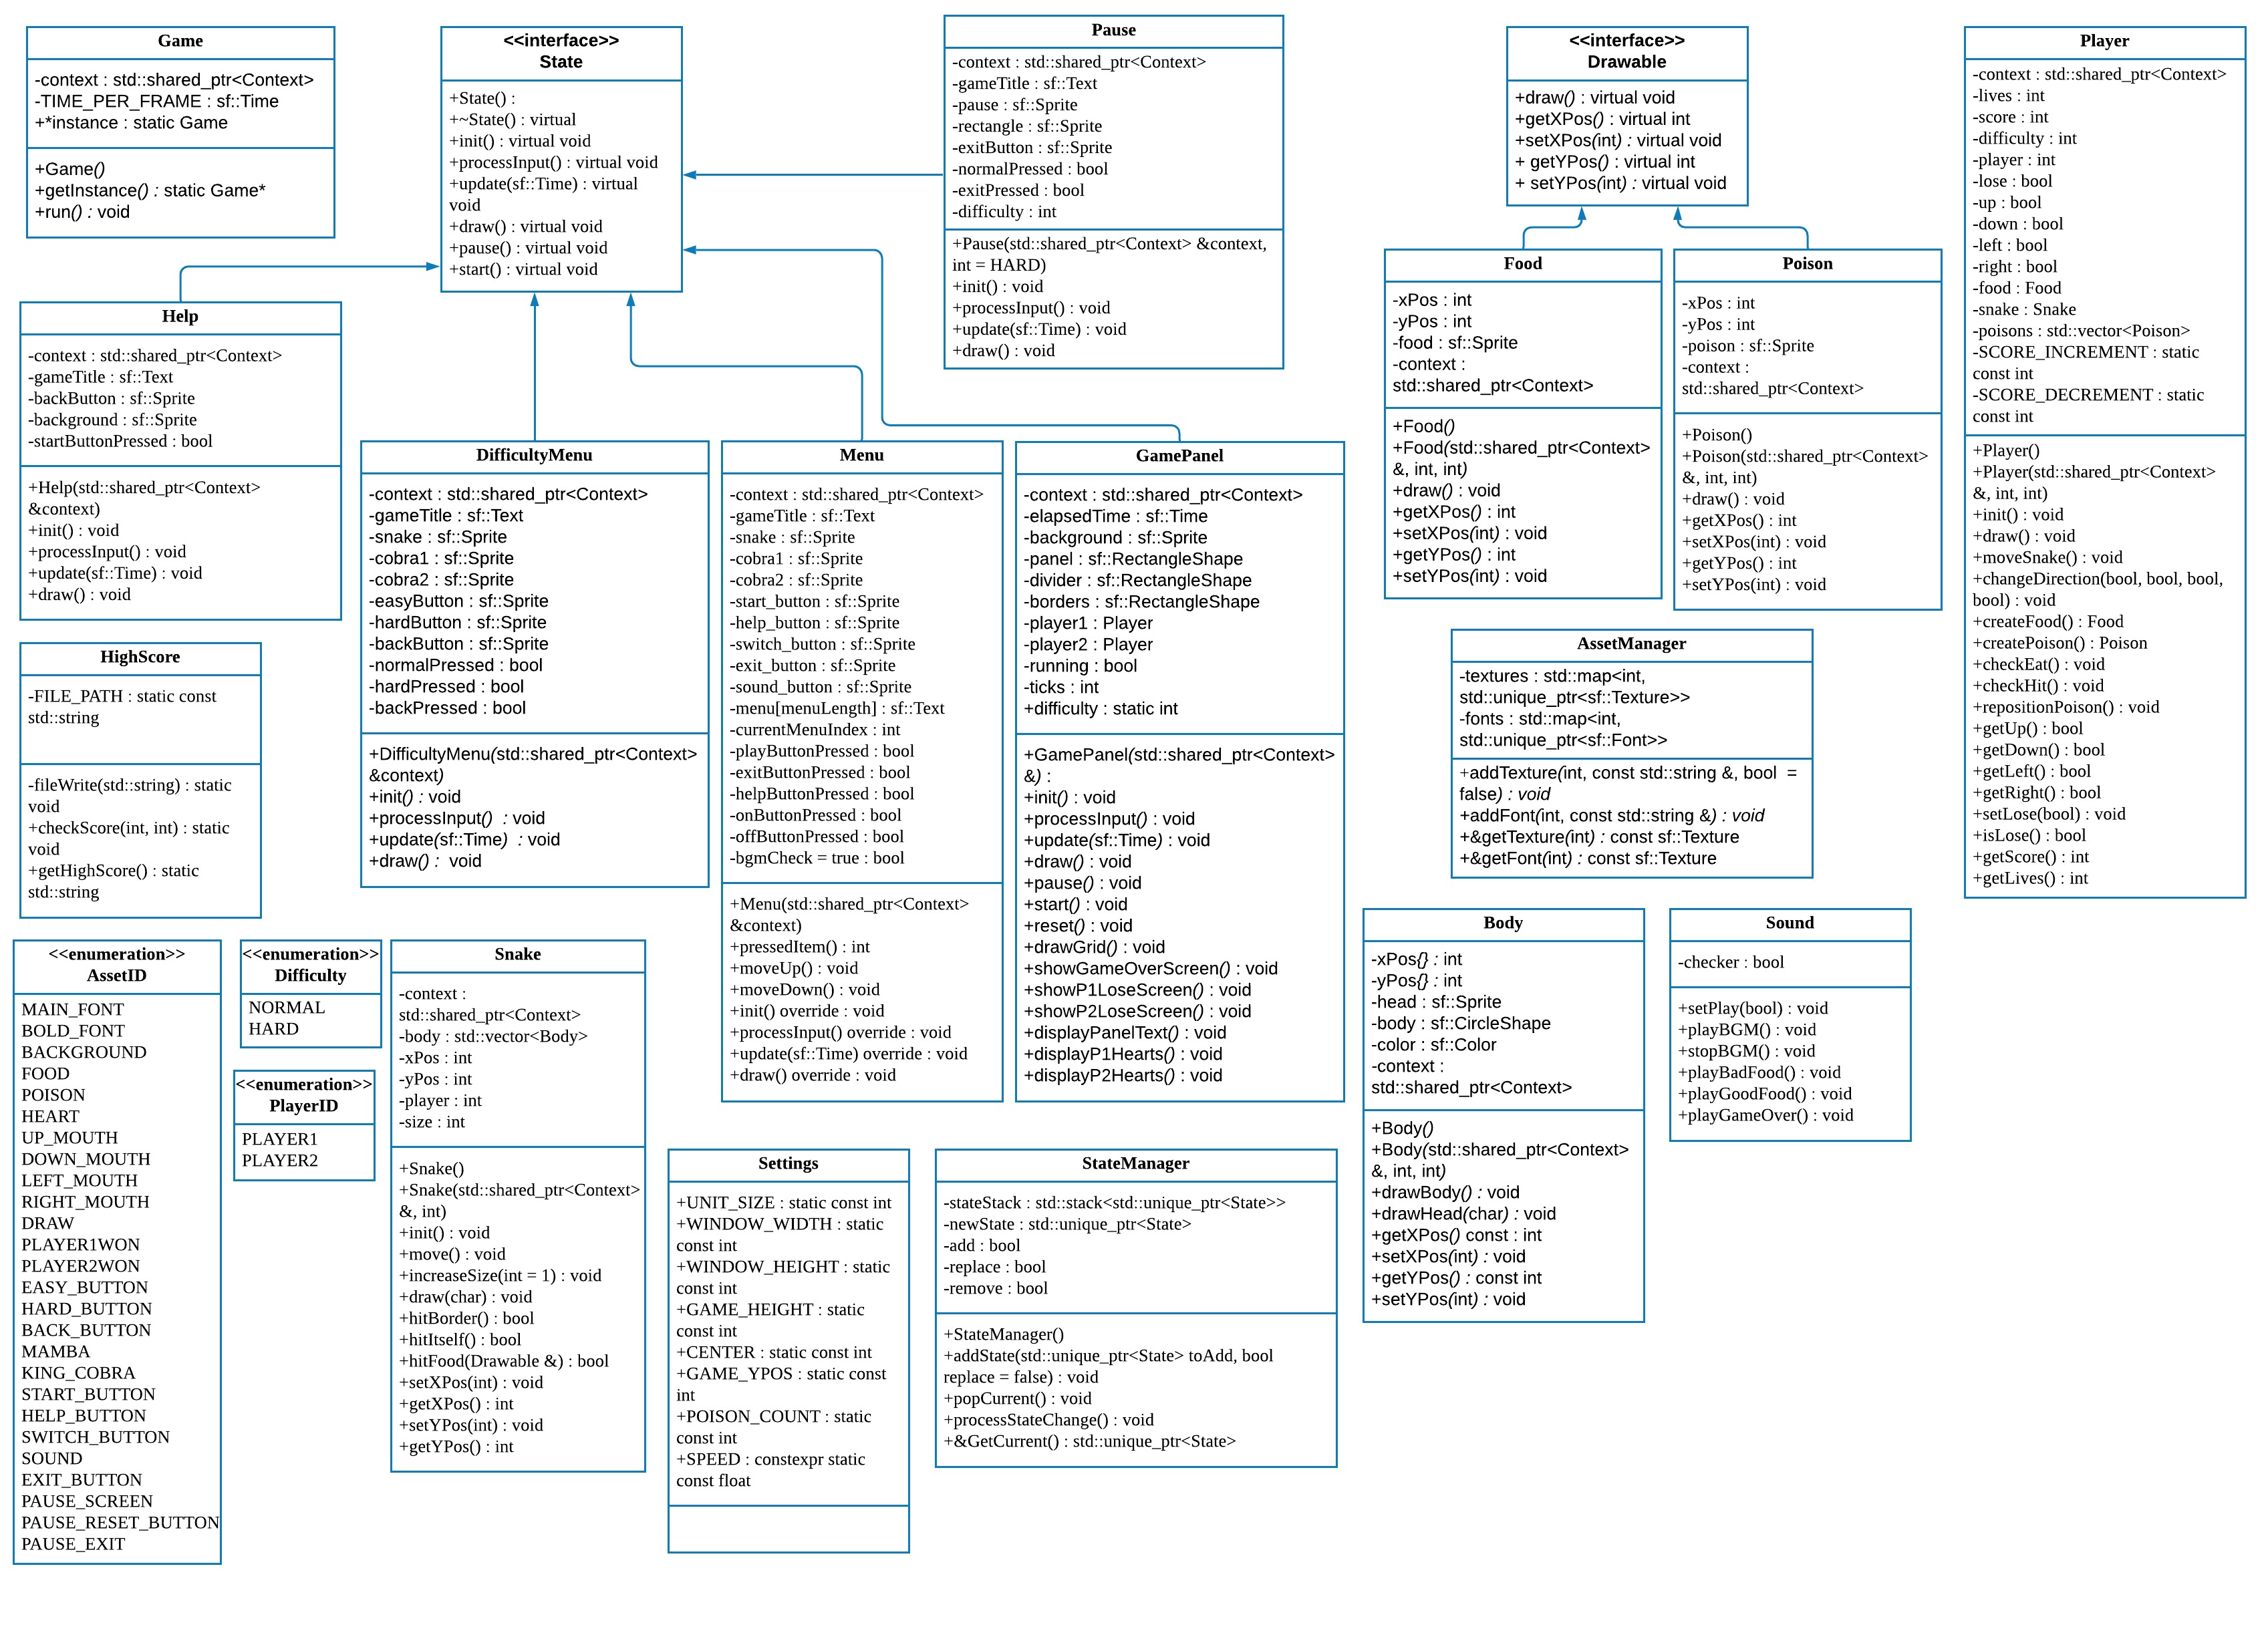 Game
-context : std::shared_ptr<Context>
-TIME_PER_FRAME : sf::Time
+*instance : static Game
+Game()
+getInstance() : static Game*
+run() : void
<<interface>>
State
+State() :
+~State() : virtual
+init() : virtual void
+processInput() : virtual void
+update(sf::Time) : virtual
void
+draw() : virtual void
+pause() : virtual void
+start() : virtual void
Pause
-context : std::shared_ptr<Context>
-gameTitle : sf::Text
-pause : sf::Sprite
-rectangle : sf::Sprite
-exitButton : sf::Sprite
-normalPressed : bool
-exitPressed : bool
-difficulty : int
+Pause(std::shared_ptr<Context> &context,
int = HARD)
+init() : void
+processInput() : void
+update(sf::Time) : void
+draw() : void
<<interface>>
Drawable
+draw() : virtual void
+getXPos() : virtual int
+setXPos(int) : virtual void
+ getYPos() : virtual int
+ setYPos(int) : virtual void
Player
-context : std::shared_ptr<Context>
-lives : int
-score : int
-difficulty : int
-player : int
-lose : bool
-up : bool
-down : bool
-left : bool
-right : bool
-food : Food
-snake : Snake
-poisons : std::vector<Poison>
-SCORE_INCREMENT : static
const int
-SCORE_DECREMENT : static
const int
+Player()
+Player(std::shared_ptr<Context>
&, int, int)
+init() : void
+draw() : void
+moveSnake() : void
+changeDirection(bool, bool, bool,
bool) : void
+createFood() : Food
+createPoison() : Poison
+checkEat() : void
+checkHit() : void
+repositionPoison() : void
+getUp() : bool
+getDown() : bool
+getLeft() : bool
+getRight() : bool
+setLose(bool) : void
+isLose() : bool
+getScore() : int
+getLives() : int
Help
-context : std::shared_ptr<Context>
-gameTitle : sf::Text
-backButton : sf::Sprite
-background : sf::Sprite
-startButtonPressed : bool
+Help(std::shared_ptr<Context>
&context)
+init() : void
+processInput() : void
+update(sf::Time) : void
+draw() : void
Food
-xPos : int
-yPos : int
-food : sf::Sprite
-context :
std::shared_ptr<Context>
+Food()
+Food(std::shared_ptr<Context>
&, int, int)
+draw() : void
+getXPos() : int
+setXPos(int) : void
+getYPos() : int
+setYPos(int) : void
Poison
-xPos : int
-yPos : int
-poison : sf::Sprite
-context :
std::shared_ptr<Context>
+Poison()
+Poison(std::shared_ptr<Context>
&, int, int)
+draw() : void
+getXPos() : int
+setXPos(int) : void
+getYPos() : int
+setYPos(int) : void
DifficultyMenu
-context : std::shared_ptr<Context>
-gameTitle : sf::Text
-snake : sf::Sprite
-cobra1 : sf::Sprite
-cobra2 : sf::Sprite
-easyButton : sf::Sprite
-hardButton : sf::Sprite
-backButton : sf::Sprite
-normalPressed : bool
-hardPressed : bool
-backPressed : bool
+DifficultyMenu(std::shared_ptr<Context>
&context)
+init() : void
+processInput() : void
+update(sf::Time) : void
+draw() : void
Menu
-context : std::shared_ptr<Context>
-gameTitle : sf::Text
-snake : sf::Sprite
-cobra1 : sf::Sprite
-cobra2 : sf::Sprite
-start_button : sf::Sprite
-help_button : sf::Sprite
-switch_button : sf::Sprite
-exit_button : sf::Sprite
-sound_button : sf::Sprite
-menu[menuLength] : sf::Text
-currentMenuIndex : int
-playButtonPressed : bool
-exitButtonPressed : bool
-helpButtonPressed : bool
-onButtonPressed : bool
-offButtonPressed : bool
-bgmCheck = true : bool
+Menu(std::shared_ptr<Context>
&context)
+pressedItem() : int
+moveUp() : void
+moveDown() : void
+init() override : void
+processInput() override : void
+update(sf::Time) override : void
+draw() override : void
GamePanel
-context : std::shared_ptr<Context>
-elapsedTime : sf::Time
-background : sf::Sprite
-panel : sf::RectangleShape
-divider : sf::RectangleShape
-borders : sf::RectangleShape
-player1 : Player
-player2 : Player
-running : bool
-ticks : int
+difficulty : static int
+GamePanel(std::shared_ptr<Context>
&) :
+init() : void
+processInput() : void
+update(sf::Time) : void
+draw() : void
+pause() : void
+start() : void
+reset() : void
+drawGrid() : void
+showGameOverScreen() : void
+showP1LoseScreen() : void
+showP2LoseScreen() : void
+displayPanelText() : void
+displayP1Hearts() : void
+displayP2Hearts() : void
HighScore
-FILE_PATH : static const
std::string
-fileWrite(std::string) : static
void
+checkScore(int, int) : static
void
+getHighScore() : static
std::string
AssetManager
-textures : std::map<int,
std::unique_ptr<sf::Texture>>
-fonts : std::map<int,
std::unique_ptr<sf::Font>>
+addTexture(int, const std::string &, bool =
false) : void
+addFont(int, const std::string &) : void
+&getTexture(int) : const sf::Texture
+&getFont(int) : const sf::Texture
Body
-xPos{} : int
-yPos{} : int
-head : sf::Sprite
-body : sf::CircleShape
-color : sf::Color
-context :
std::shared_ptr<Context>
+Body()
+Body(std::shared_ptr<Context>
&, int, int)
+drawBody() : void
+drawHead(char) : void
+getXPos() const : int
+setXPos(int) : void
+getYPos() : const int
+setYPos(int) : void
Sound
-checker : bool
+setPlay(bool) : void
+playBGM() : void
+stopBGM() : void
+playBadFood() : void
+playGoodFood() : void
+playGameOver() : void
<<enumeration>>
AssetID
MAIN_FONT
BOLD_FONT
BACKGROUND
FOOD
POISON
HEART
UP_MOUTH
DOWN_MOUTH
LEFT_MOUTH
RIGHT_MOUTH
DRAW
PLAYER1WON
PLAYER2WON
EASY_BUTTON
HARD_BUTTON
BACK_BUTTON
MAMBA
KING_COBRA
START_BUTTON
HELP_BUTTON
SWITCH_BUTTON
SOUND
EXIT_BUTTON
PAUSE_SCREEN
PAUSE_RESET_BUTTON
PAUSE_EXIT
<<enumeration>>
Difficulty
NORMAL
HARD
<<enumeration>>
PlayerID
PLAYER1
PLAYER2
Snake
-context :
std::shared_ptr<Context>
-body : std::vector<Body>
-xPos : int
-yPos : int
-player : int
-size : int
+Snake()
+Snake(std::shared_ptr<Context>
&, int)
+init() : void
+move() : void
+increaseSize(int = 1) : void
+draw(char) : void
+hitBorder() : bool
+hitItself() : bool
+hitFood(Drawable &) : bool
+setXPos(int) : void
+getXPos() : int
+setYPos(int) : void
+getYPos() : int
Settings
+UNIT_SIZE : static const int
+WINDOW_WIDTH : static
const int
+WINDOW_HEIGHT : static
const int
+GAME_HEIGHT : static
const int
+CENTER : static const int
+GAME_YPOS : static const
int
+POISON_COUNT : static
const int
+SPEED : constexpr static
const float
StateManager
-stateStack : std::stack<std::unique_ptr<State>>
-newState : std::unique_ptr<State>
-add : bool
-replace : bool
-remove : bool
+StateManager()
+addState(std::unique_ptr<State> toAdd, bool
replace = false) : void
+popCurrent() : void
+processStateChange() : void
+&GetCurrent() : std::unique_ptr<State>